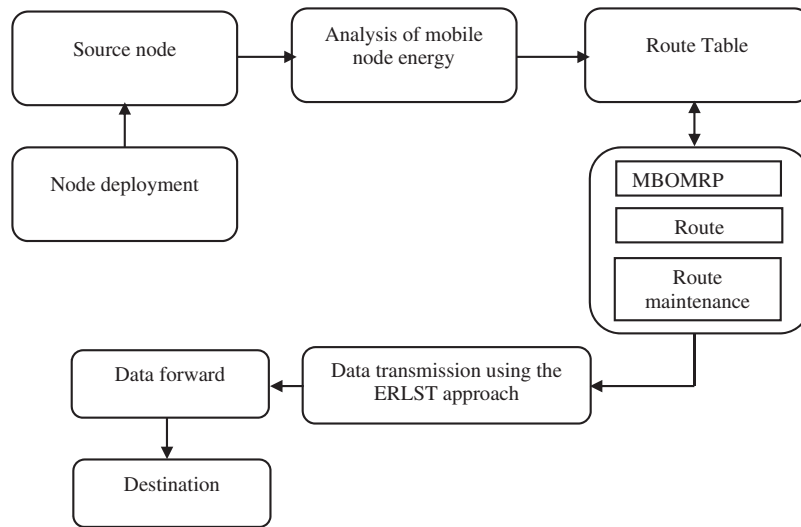 Source node
Analysis of mobile
node energy
Route Table
Node deployment
MBOMRP
Route
Route
maintenance
Data forward
Data transmission using the
ERLST approach
Destination